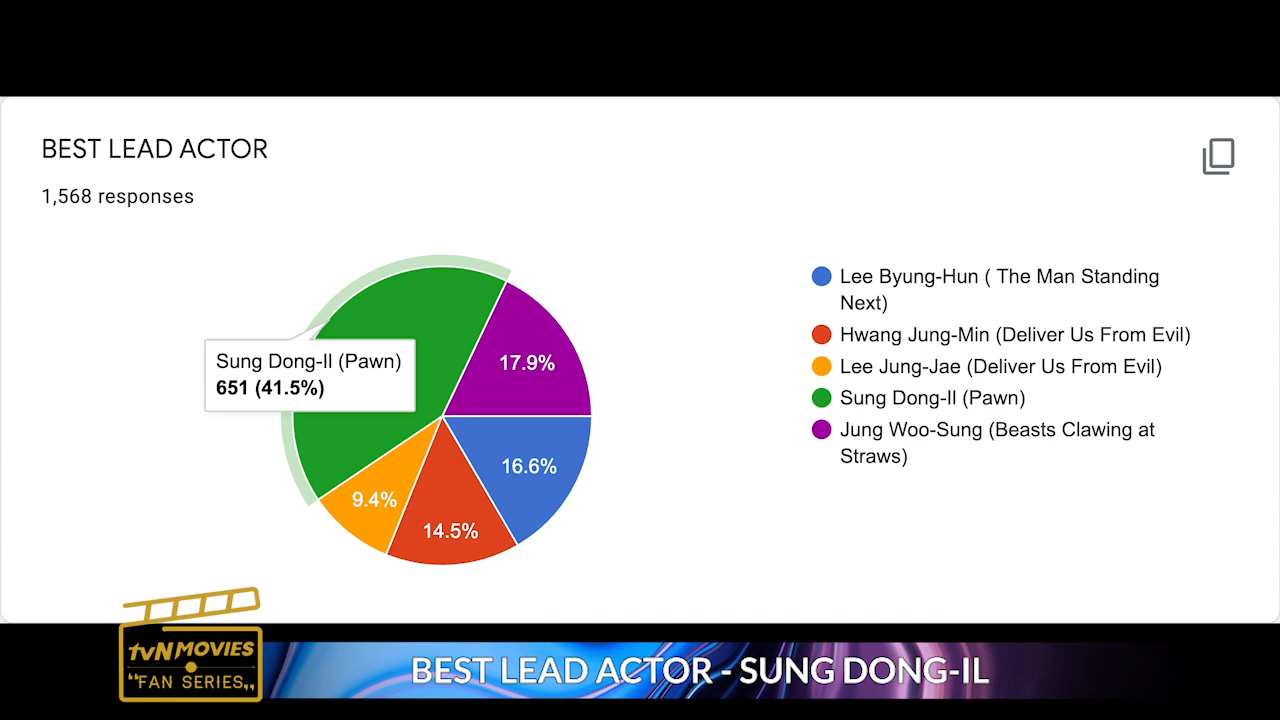 BEST LEAD ACTOR
1,568 responses
Sung Dong-Il (Pawn)
651 (41.5%)
17.9%
16.6%
9.4%
14.5%
Lee Byung-Hun ( The Man Standing
Next)
Hwang Jung-Min (Deliver Us From Evil)
Lee Jung-Jae (Deliver Us From Evil)
Sung Dong-Il (Pawn)
Jung Woo-Sung (Beasts Clawing at
Straws)
tvN MOVIES
“FAN SERIES„
BEST LEAD ACTOR - SUNG DONG-IL